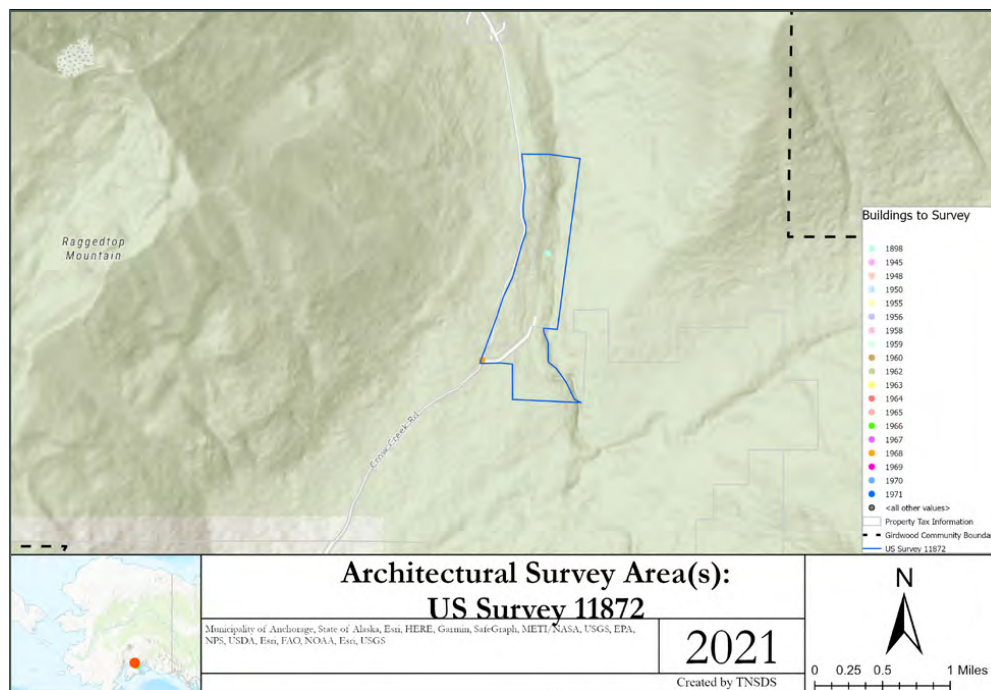 Raggedtop
Mountain
Crow Creek Rd
Buildings to Survey
1898
1945
1948
1950
1955
1956
1958
1959
1960
1962
1963
1964
1965
1966
1967
1968
1969
1970
1971
<all other values>
Property Tax Information
Girdwood Community Bounda
US Survey 11872
Architectural Survey Area(s):
US Survey 11872
Municipality of Anchorage, State of Alaska, Esri, HERE, Garmin, SafeGraph, METI/NASA, USGS, EPA,
NPS, USDA, Esri, FAO, NOAA, Esri, USGS
2021
Created by TNSDS
N
0 0.25 0.5 1 Miles